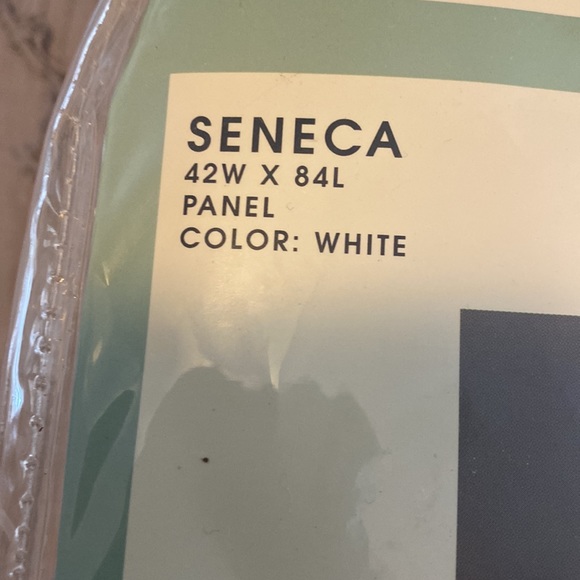 SENECA
42W X 84L
PANEL
COLOR: WHITE